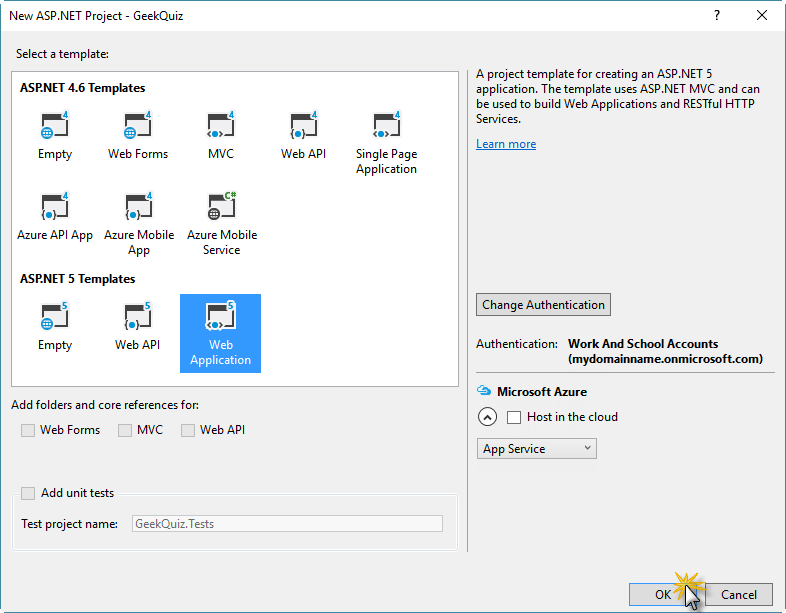 New ASP.NET Project - GeekQuiz
?
Select a template:
ASP.NET 4.6 Templates
4 4 4 4 4
Empty Web Forms MVC Web API Single Page
Application
4 4 C#
Azure API App Azure Mobile Azure Mobile
App Service
ASP.NET 5 Templates
5 5 5
Empty Web API Web
Application
A project template for creating an ASP.NET 5
application. The template uses ASP.NET MVC and can
be used to build Web Applications and RESTful HTTP
Services.
Learn more
Change Authentication
Authentication: Work And School Accounts
(mydomainname.onmicrosoft.com)
Microsoft Azure
Host in the cloud
App Service
Add folders and core references for:
Web Forms MVC Web API
Add unit tests
Test project name: GeekQuiz.Tests
OK Cancel